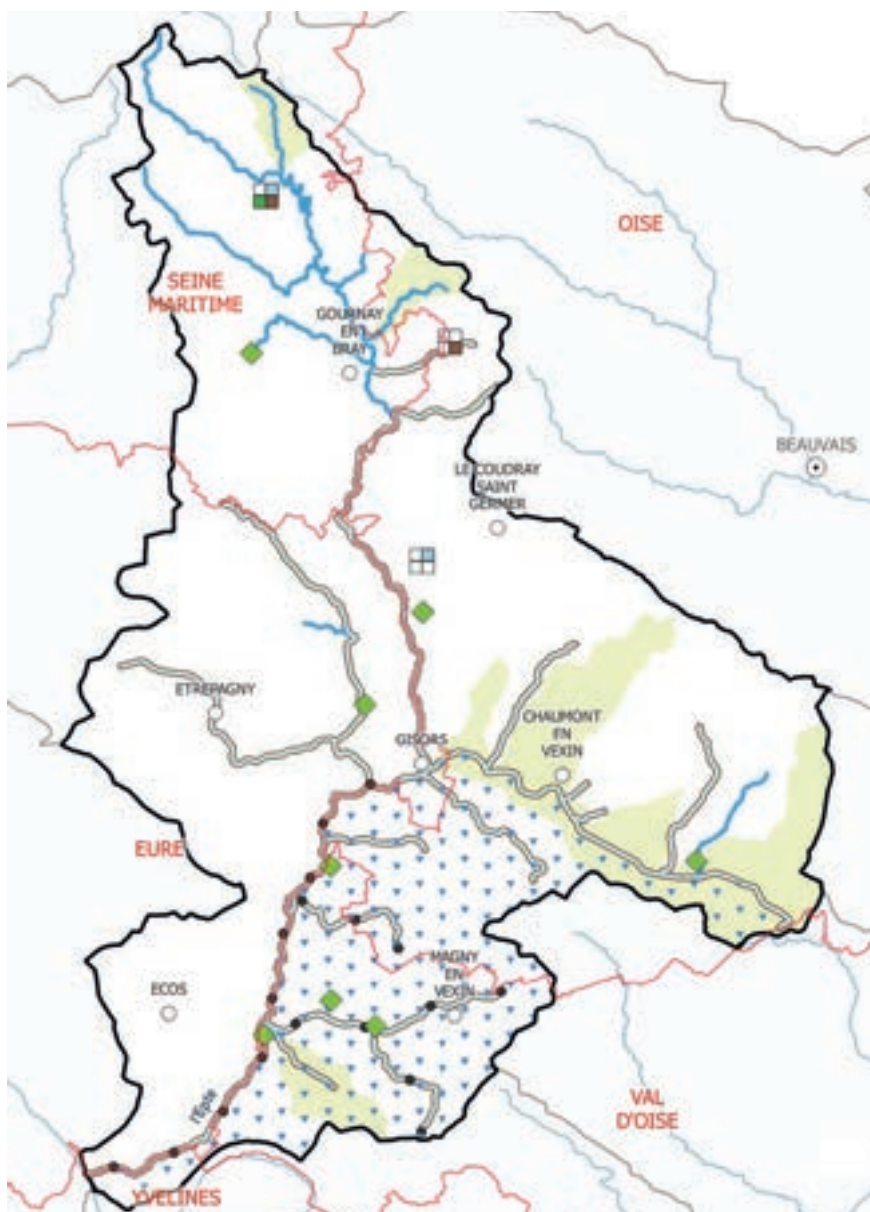 OISE
SEINE
MARITIME
GOURNAY
EN
BRAY
BEAUVAIS
LE COUDRAY
SAINT
GERMER
ETREPAGNY
CHAUMONT
EN
VEXIN
GISORS
EURE
MAGNY
EN
VEXIN
ECOS
l'Epte
VAL
D'OISE
YVELINES